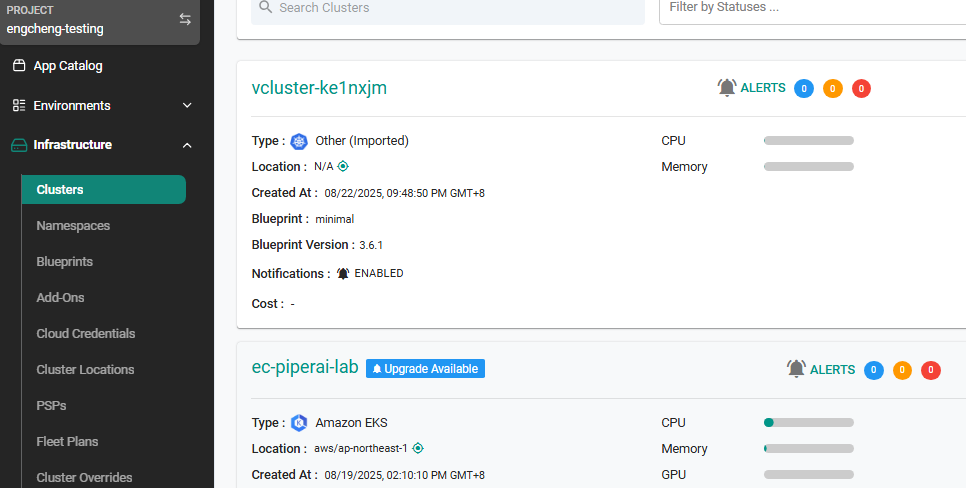 PROJECT
engcheng-testing
App Catalog
Environments
Infrastructure
Clusters
Namespaces
Blueprints
Add-Ons
Cloud Credentials
Cluster Locations
PSPs
Fleet Plans
Cluster Overrides
Search Clusters
Filter by Statuses ...
vcluster-ke1nxjm
ALERTS 0 0 0
Type : Other (Imported)
Location : N/A
Created At : 08/22/2025, 09:48:50 PM GMT+8
Blueprint : minimal
Blueprint Version : 3.6.1
Notifications : ENABLED
Cost : -
CPU
Memory
ec-piperai-lab Upgrade Available
ALERTS 0 0 0
Type : Amazon EKS
Location : aws/ap-northeast-1
Created At : 08/19/2025, 02:10:10 PM GMT+8
CPU
Memory
GPU